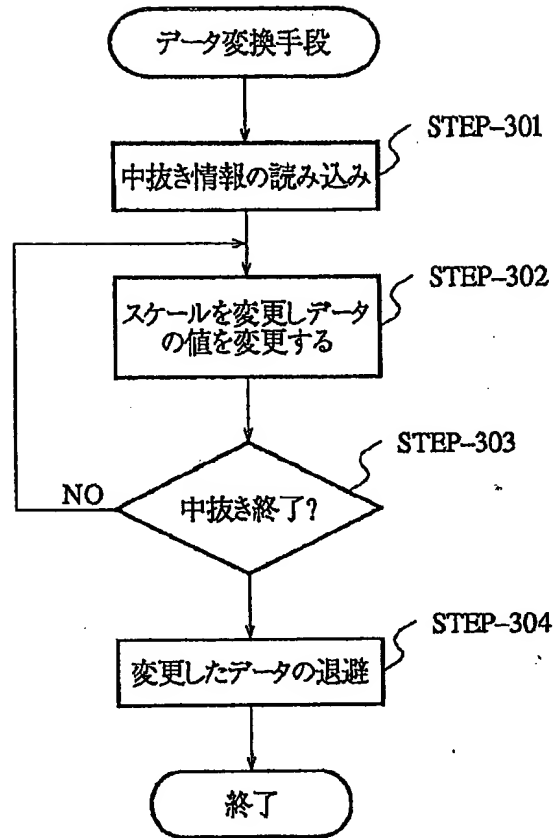 データ変換手段
STEP-301
中抜き情報の読み込み
STEP-302
スケールを変更しデータ
の値を変更する
STEP-303
NO
中抜き終了?
STEP-304
変更したデータの退避
終了